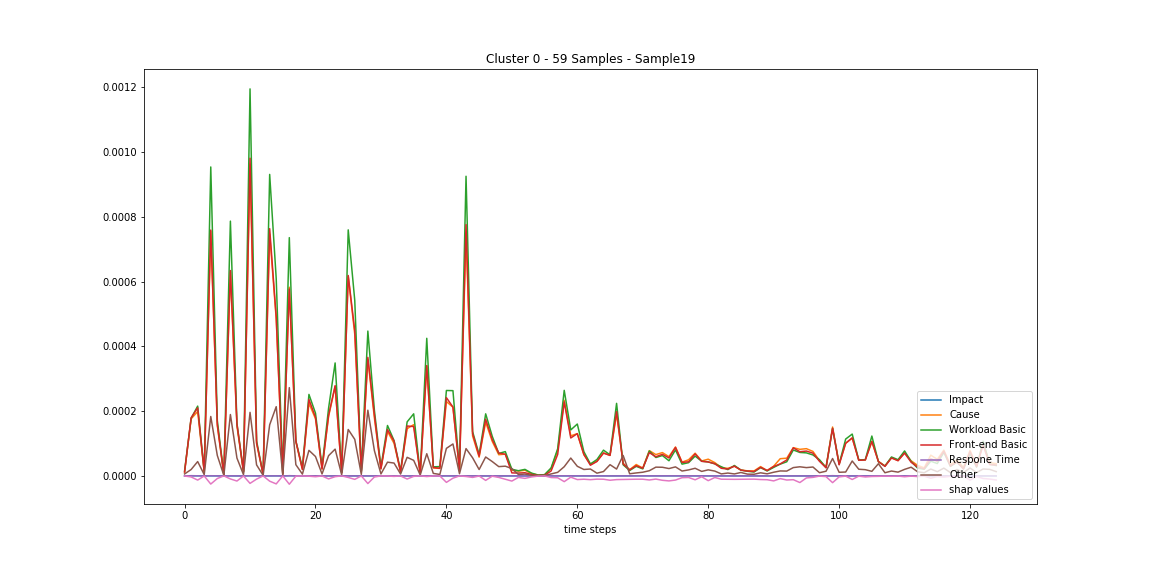 Cluster 0 - 59 Samples - Sample19
0.0012
0.0010
0.0008
0.0006
0.0004
0.0002
0.0000
Impact
Cause
Workload Basic
Front-end Basic
Respone Time
Other
shap values
0 20 40 60 80 100 120
time steps